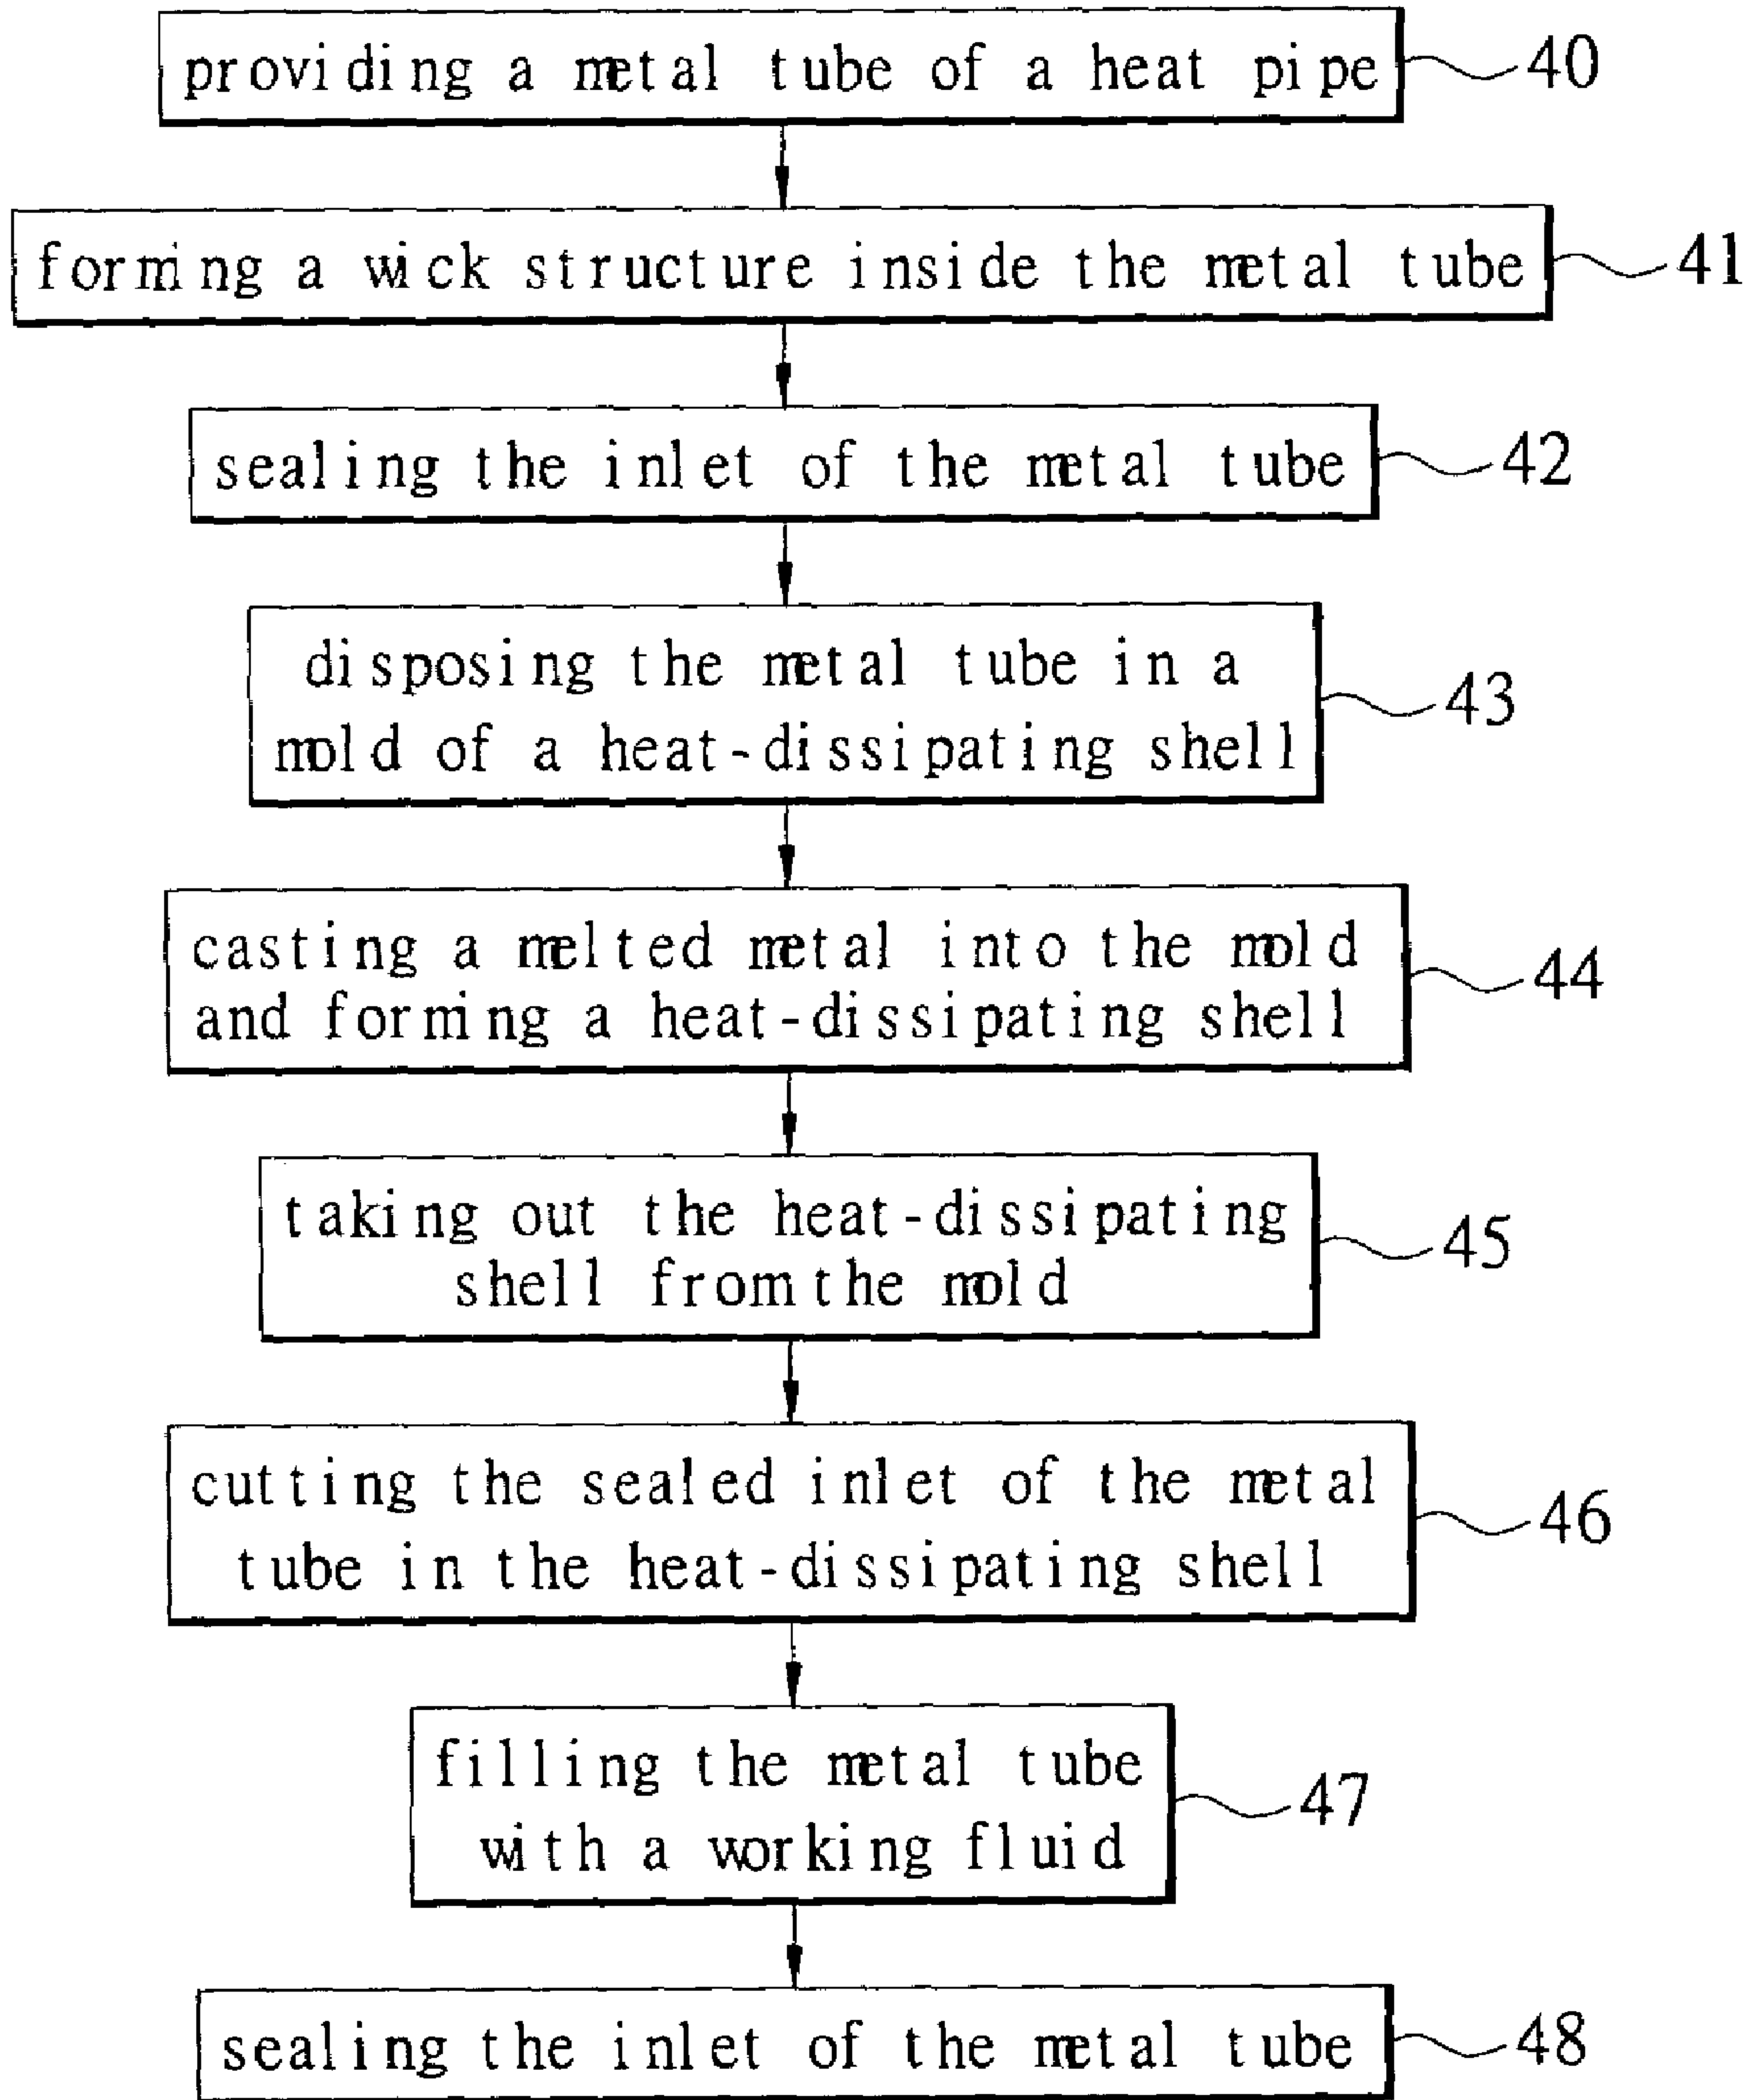 providing a metal tube of a heat pipe 40
forming a wick structure inside the metal tube 41
sealing the inlet of the metal tube 42
disposing the metal tube in a
mold of a heat-dissipating shell 43
casting a melted metal into the mold
and forming a heat-dissipating shell 44
taking out the heat-dissipating
shell from the mold 45
cutting the sealed inlet of the metal
tube in the heat-dissipating shell 46
filling the metal tube
with a working fluid 47
sealing the inlet of the metal tube 48